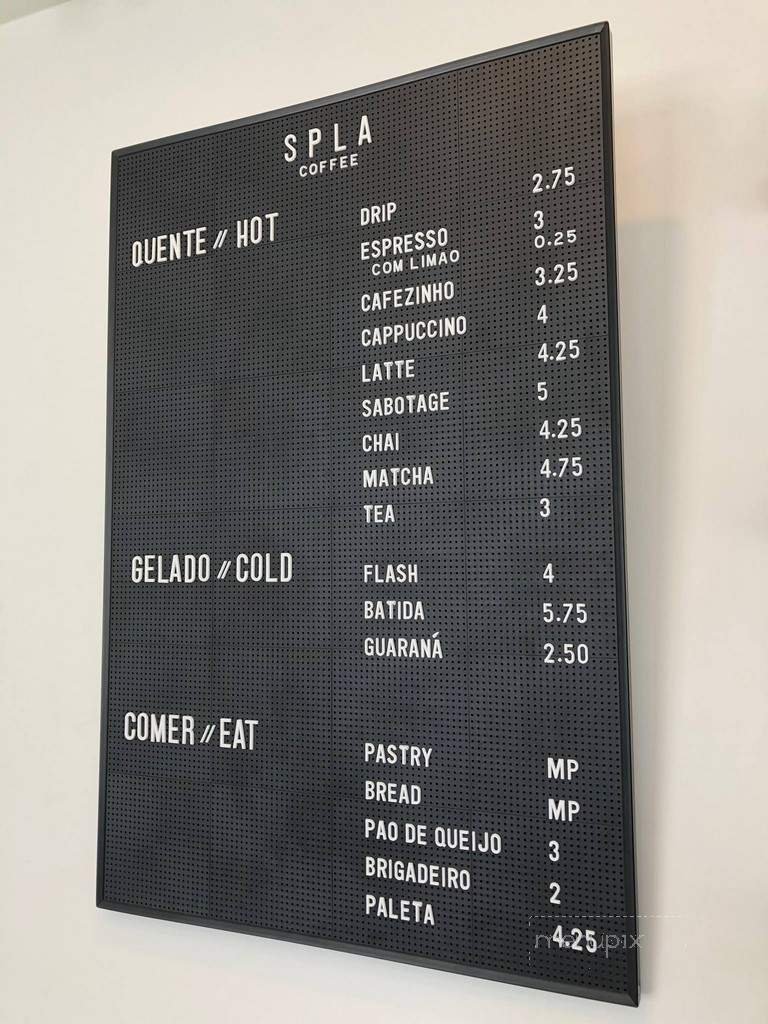 SPLA
COFFEE
QUENTE // HOT
DRIP 2.75
ESPRESSO 3
COM LIMAO 0.25
CAFEZINHO 3.25
CAPPUCCINO 4
LATTE 4.25
SABOTAGE 5
CHAI 4.25
MATCHA 4.75
TEA 3
GELADO // COLD
FLASH 4
BATIDA 5.75
GUARANÁ 2.50
COMER // EAT
PASTRY MP
BREAD MP
PAO DE QUEIJO 3
BRIGADEIRO 2
PALETA 4.25
menupix